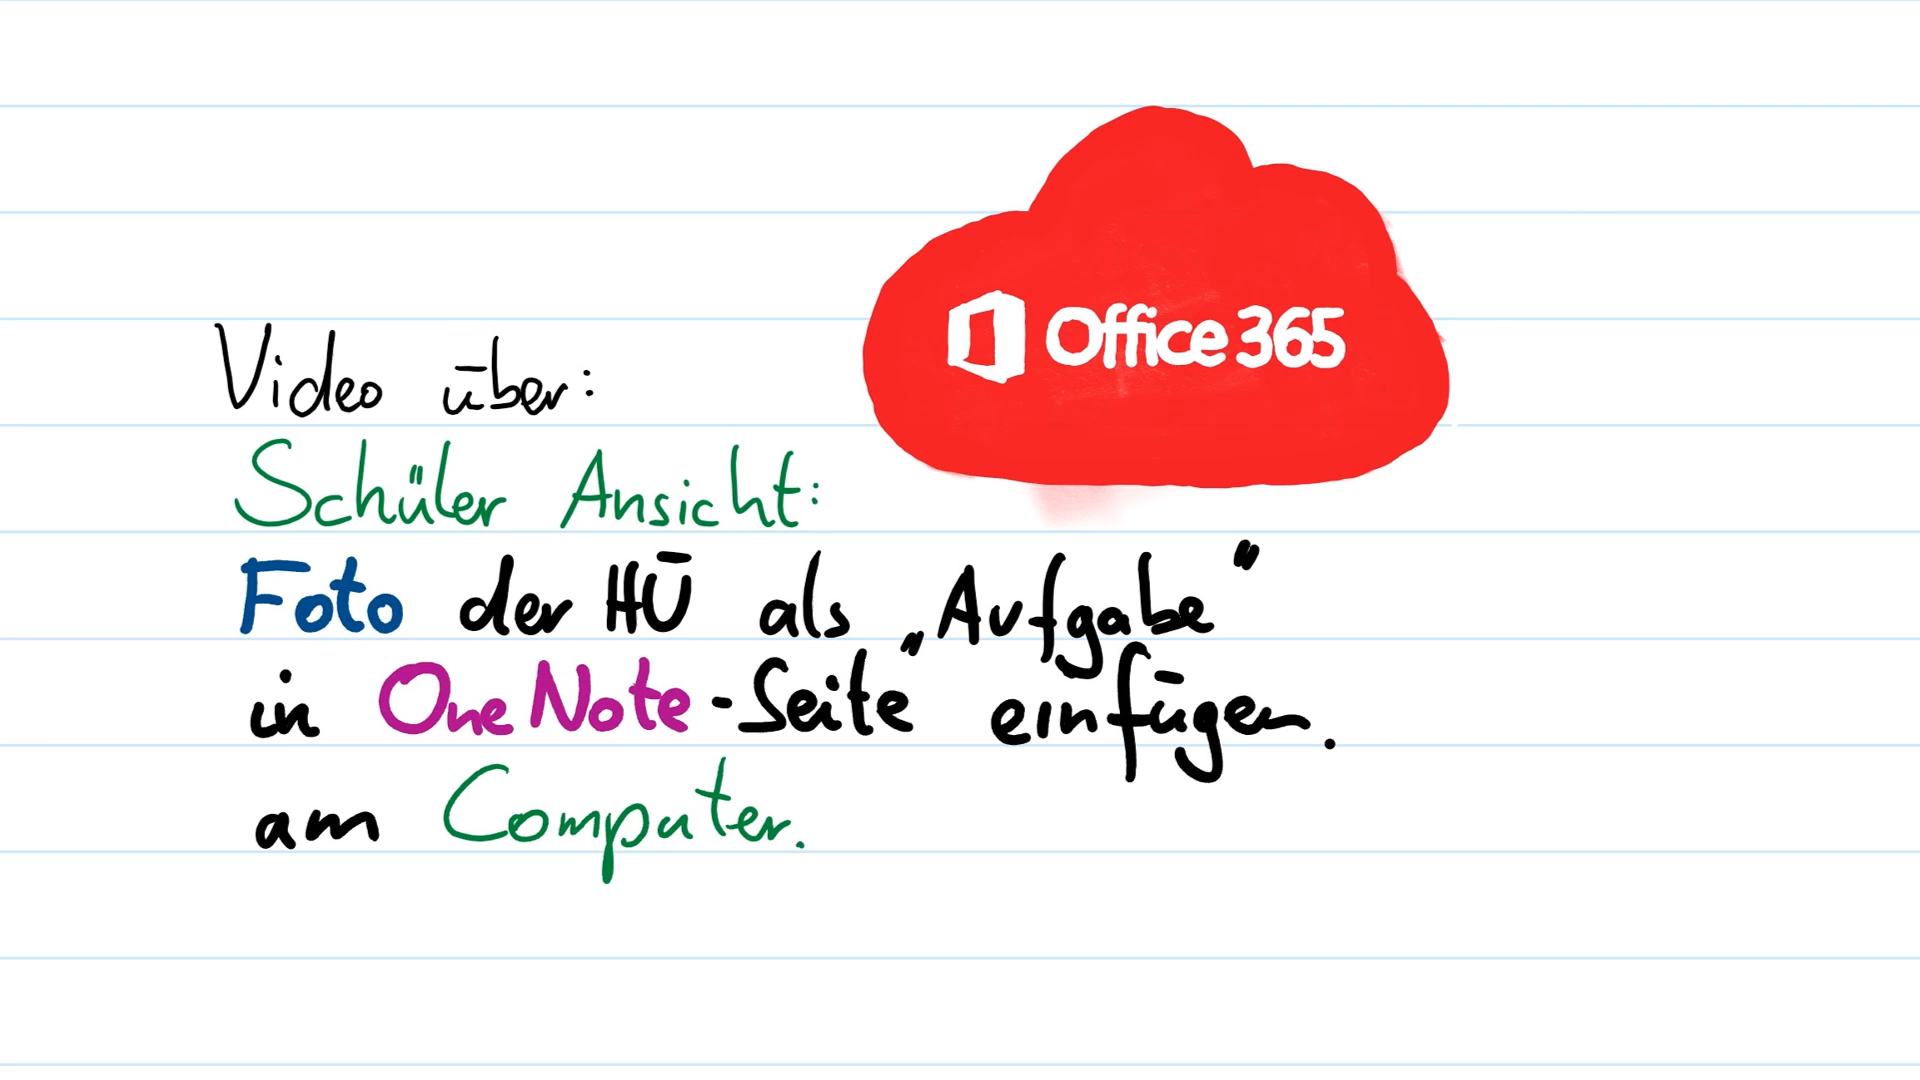 Office 365
Video über:
Schüler Ansicht:
Foto der HÜ als „Aufgabe"
in OneNote-Seite" einfügen.
am Computer.